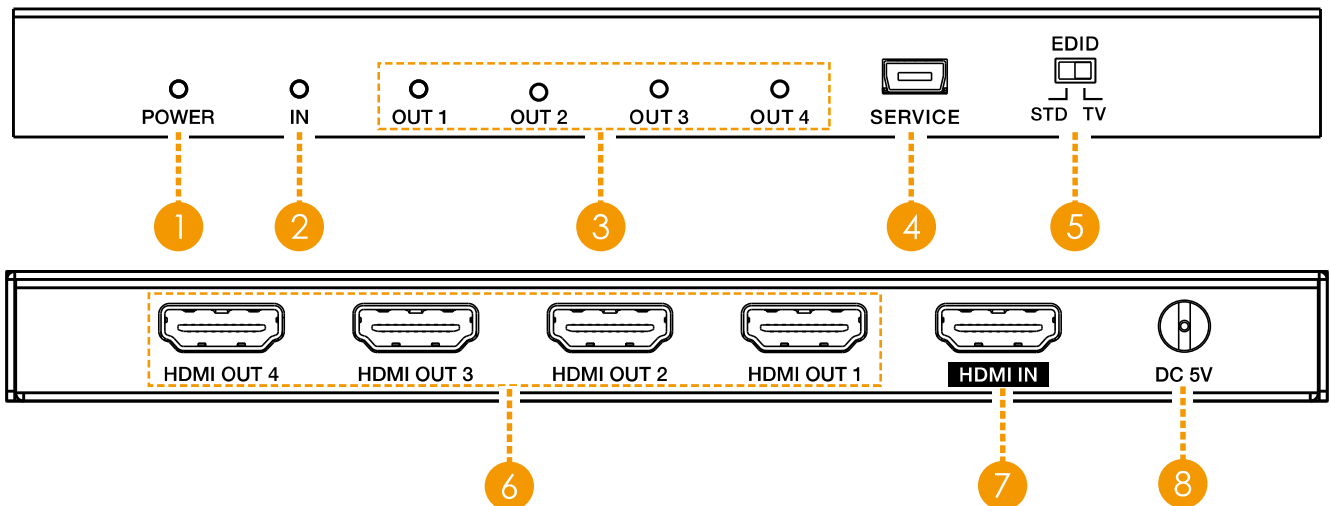 EDID
POWER IN OUT 1 OUT 2 OUT 3 OUT 4 SERVICE STD TV
1 2 3 4 5
HDMI OUT 4 HDMI OUT 3 HDMI OUT 2 HDMI OUT 1 HDMI IN DC 5V
6 7 8